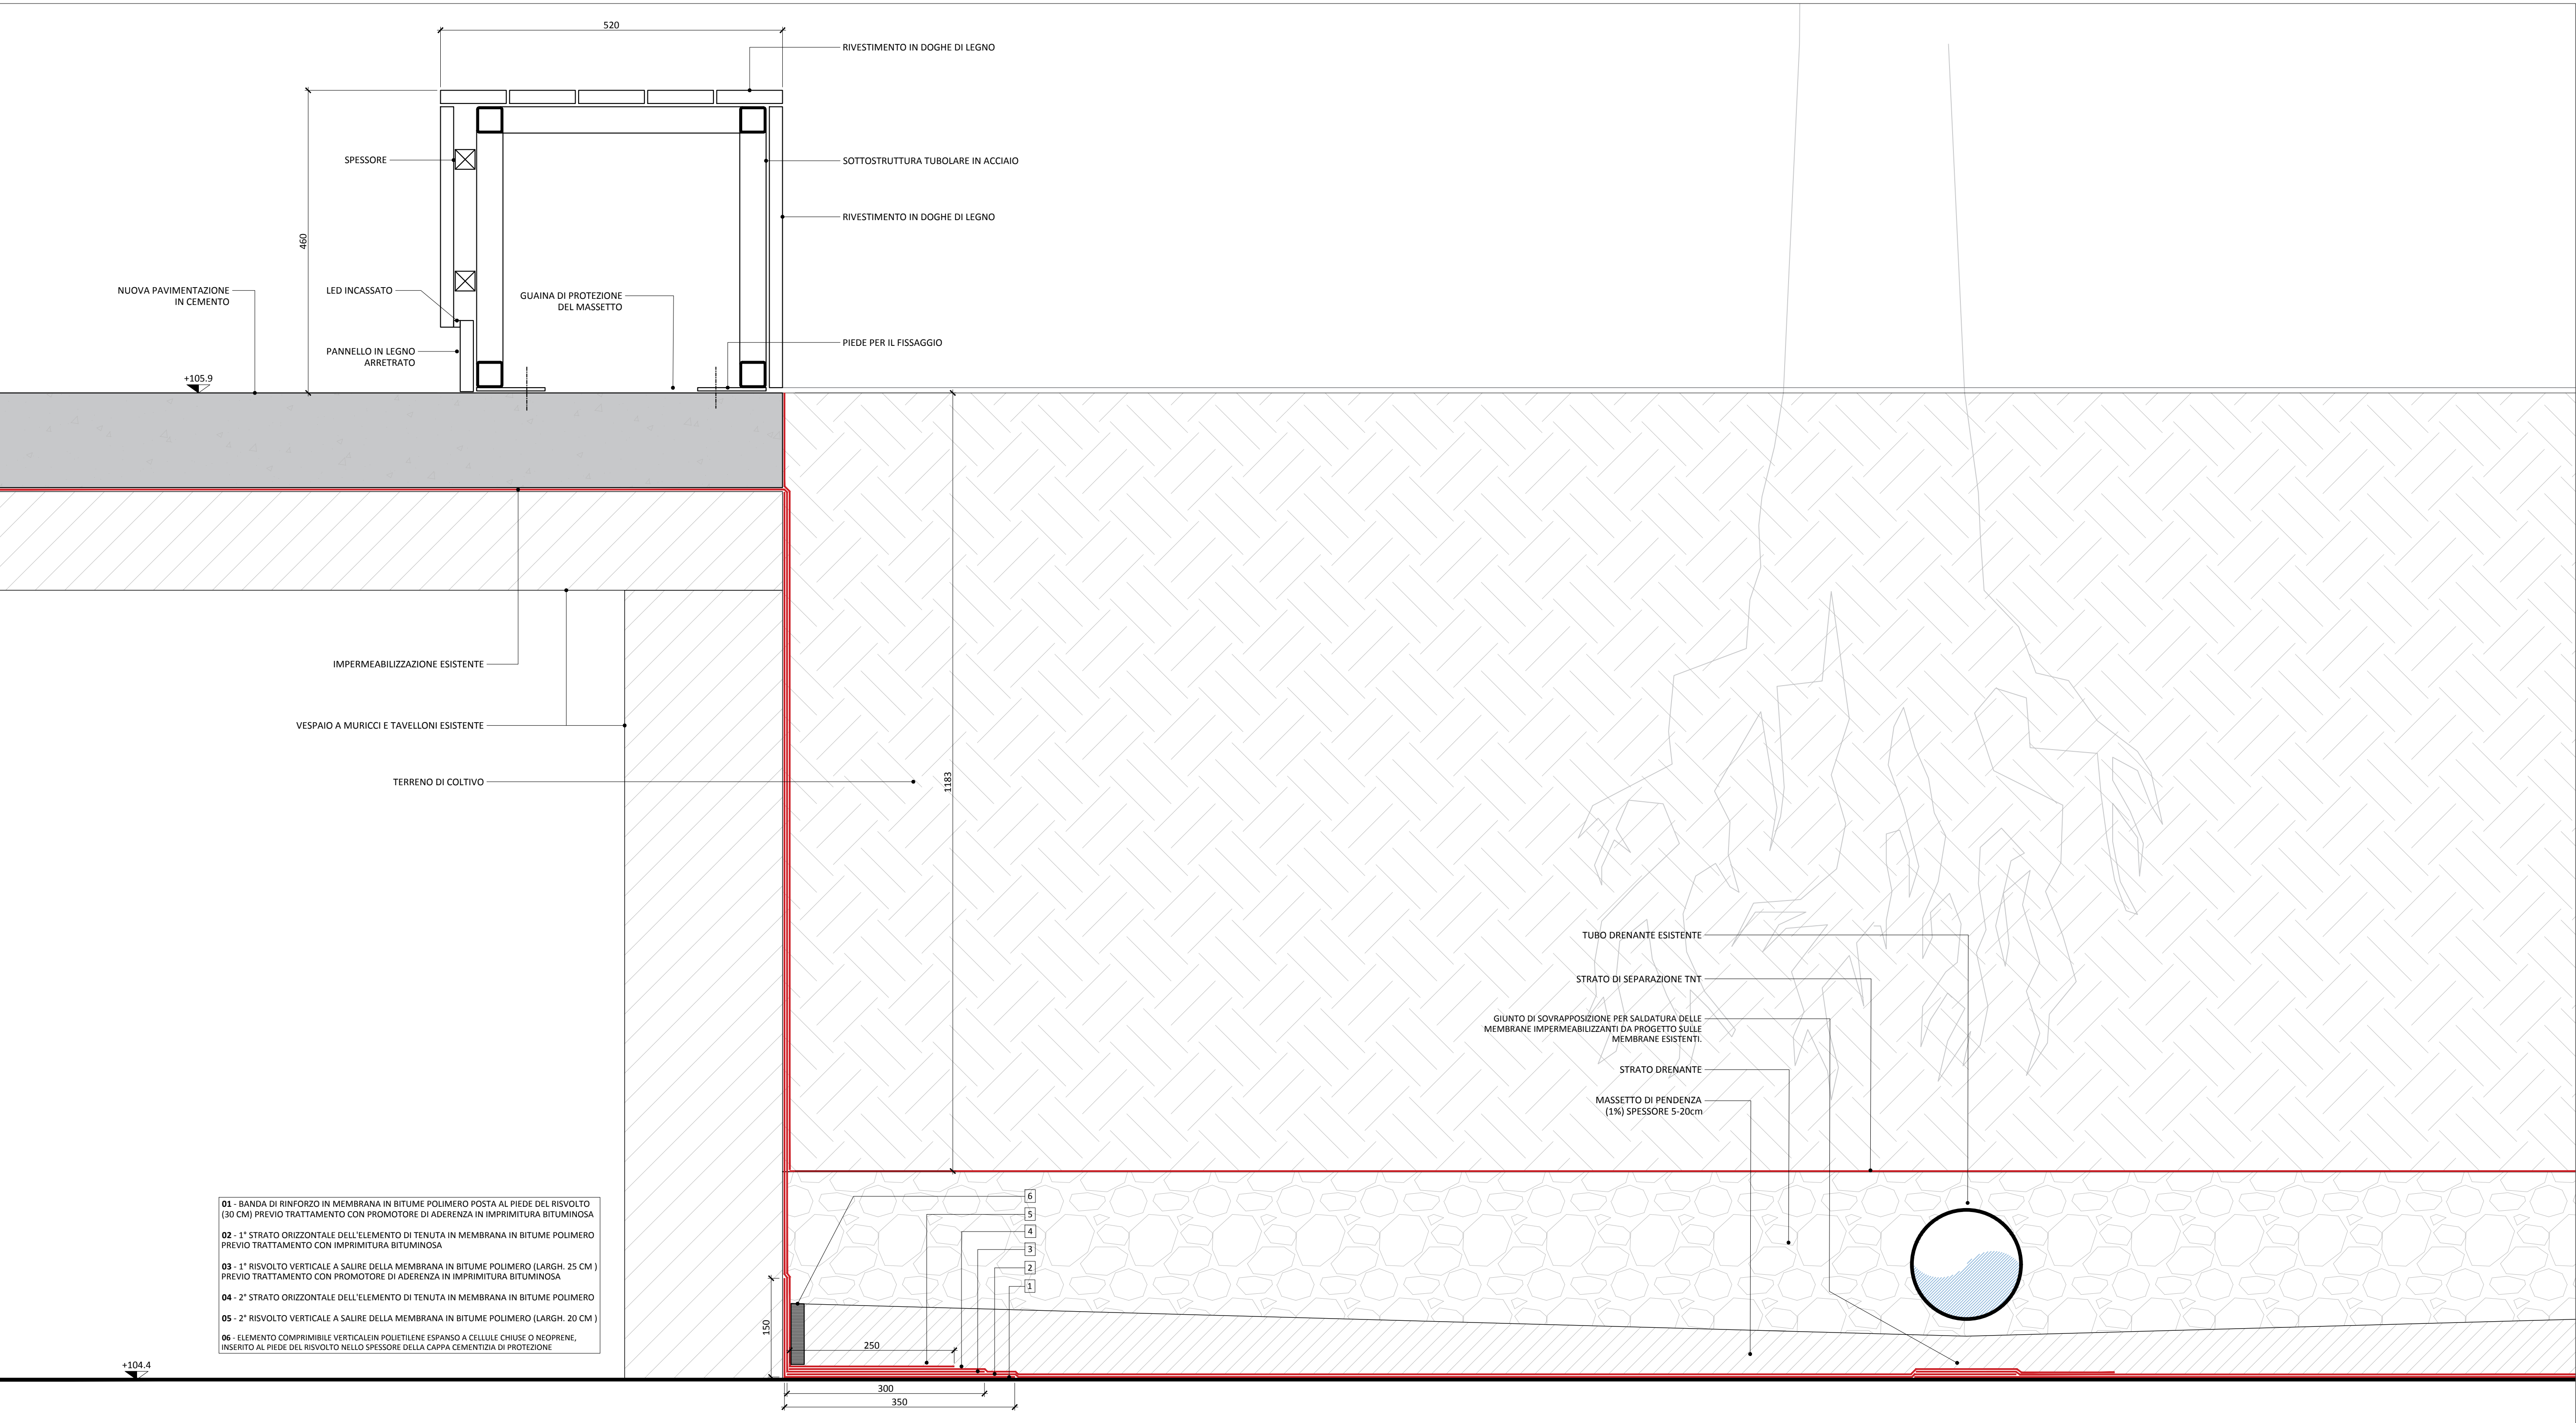 520
RIVESTIMENTO IN DOGHE DI LEGNO
SPESSORE
SOTTOSTRUTTURA TUBOLARE IN ACCIAIO
RIVESTIMENTO IN DOGHE DI LEGNO
460
NUOVA PAVIMENTAZIONE
IN CEMENTO
LED INCASSATO
GUAINA DI PROTEZIONE
DEL MASSETTO
PIEDE PER IL FISSAGGIO
PANNELLO IN LEGNO
ARRETRATO
+105.9
IMPERMEABILIZZAZIONE ESISTENTE
VESPAIO A MURICCI E TAVELLONI ESISTENTE
TERRENO DI COLTIVO
1183
TUBO DRENANTE ESISTENTE
STRATO DI SEPARAZIONE TNT
GIUNTO DI SOVRAPPOSIZIONE PER SALDATURA DELLE
MEMBRANE IMPERMEABILIZZANTI DA PROGETTO SULLE
MEMBRANE ESISTENTI.
STRATO DRENANTE
MASSETTO DI PENDENZA
(1%) SPESSORE 5-20cm
6
5
4
3
2
1
01 - BANDA DI RINFORZO IN MEMBRANA IN BITUME POLIMERO POSTA AL PIEDE DEL RISVOLTO
(30 CM) PREVIO TRATTAMENTO CON PROMOTORE DI ADERENZA IN IMPRIMITURA BITUMINOSA
02 - 1° STRATO ORIZZONTALE DELL'ELEMENTO DI TENUTA IN MEMBRANA IN BITUME POLIMERO
PREVIO TRATTAMENTO CON IMPRIMITURA BITUMINOSA
03 - 1° RISVOLTO VERTICALE A SALIRE DELLA MEMBRANA IN BITUME POLIMERO (LARGH. 25 CM )
PREVIO TRATTAMENTO CON PROMOTORE DI ADERENZA IN IMPRIMITURA BITUMINOSA
04 - 2° STRATO ORIZZONTALE DELL'ELEMENTO DI TENUTA IN MEMBRANA IN BITUME POLIMERO
05 - 2° RISVOLTO VERTICALE A SALIRE DELLA MEMBRANA IN BITUME POLIMERO (LARGH. 20 CM )
06 - ELEMENTO COMPRIMIBILE VERTICALEIN POLIETILENE ESPANSO A CELLULE CHIUSE O NEOPRENE,
INSERITO AL PIEDE DEL RISVOLTO NELLO SPESSORE DELLA CAPPA CEMENTIZIA DI PROTEZIONE
150
250
+104.4
300
350